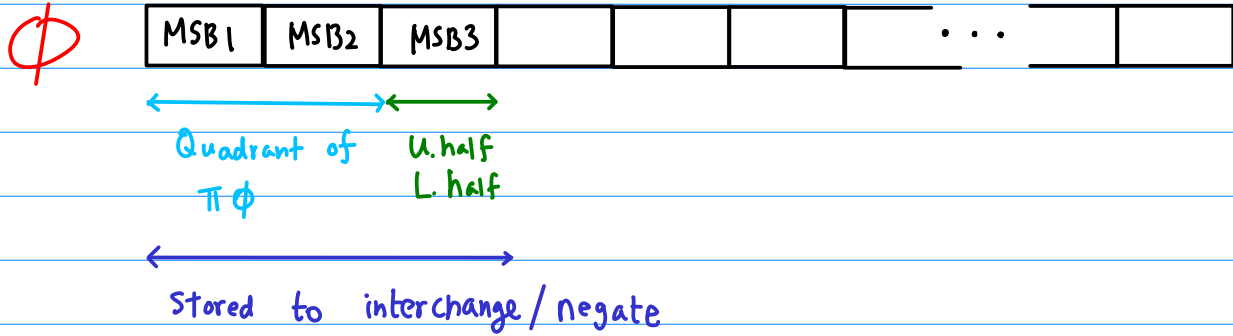 ϕ MSB1 MSB2 MSB3 ...
Quadrant of U.half
πϕ L.half
Stored to interchange/negate